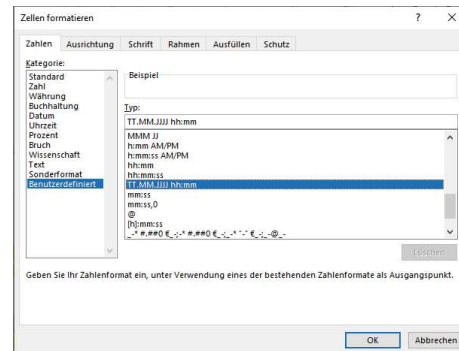 Zellen formatieren
Zahlen Ausrichtung Schrift Rahmen Ausfüllen Schutz
Kategorie:
Standard
Zahl
Währung
Buchhaltung
Datum
Uhrzeit
Prozent
Bruch
Wissenschaft
Text
Sonderformat
Benutzerdefiniert
Beispiel
Typ:
TT.MM.JJJJ hh:mm
MMM JJ
h:mm AM/PM
h:mm:ss AM/PM
hh:mm
hh:mm:ss
TT.MM.JJJJ hh:mm
mm:ss
mm:ss,0
@
[h]:mm:ss
_-* #.##0 €_-;-* #.##0 €_-;_-* "-" €_-;_-@_-
Löschen
Geben Sie Ihr Zahlenformat ein, unter Verwendung eines der bestehenden Zahlenformate als Ausgangspunkt.
OK Abbrechen